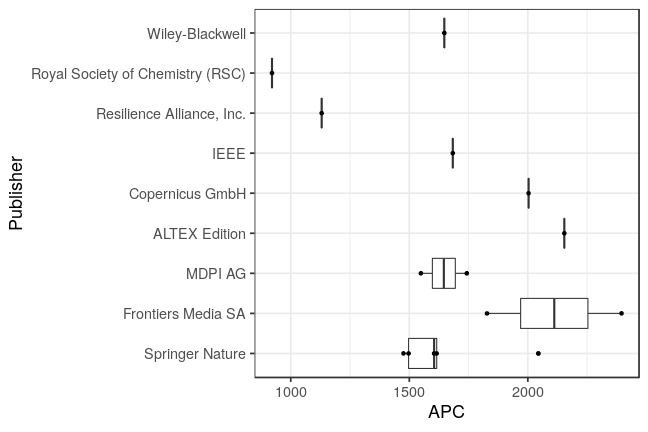 Publisher
Wiley-Blackwell
Royal Society of Chemistry (RSC)
Resilience Alliance, Inc.
IEEE
Copernicus GmbH
ALTEX Edition
MDPI AG
Frontiers Media SA
Springer Nature
1000 1500 2000
APC